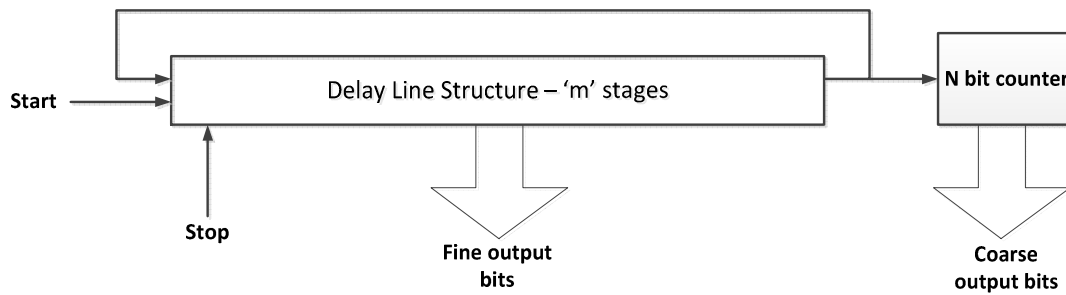 Delay Line Structure – ‘m’ stages
N bit counter
Start
Stop
Fine output
bits
Coarse
output bits